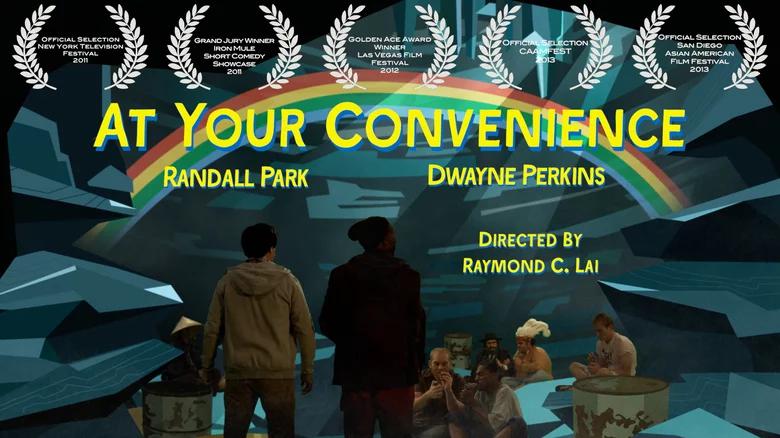 Official Selection
New York Television
Festival
2011
Grand Jury Winner
Iron Mule
Short Comedy
Showcase
2011
Golden Ace Award
Winner
Las Vegas Film
Festival
2012
Official Selection
CAAMFest
2013
Official Selection
San Diego
Asian American
Film Festival
2013
At Your Convenience
Randall Park
Dwayne Perkins
Directed By
Raymond C. Lai